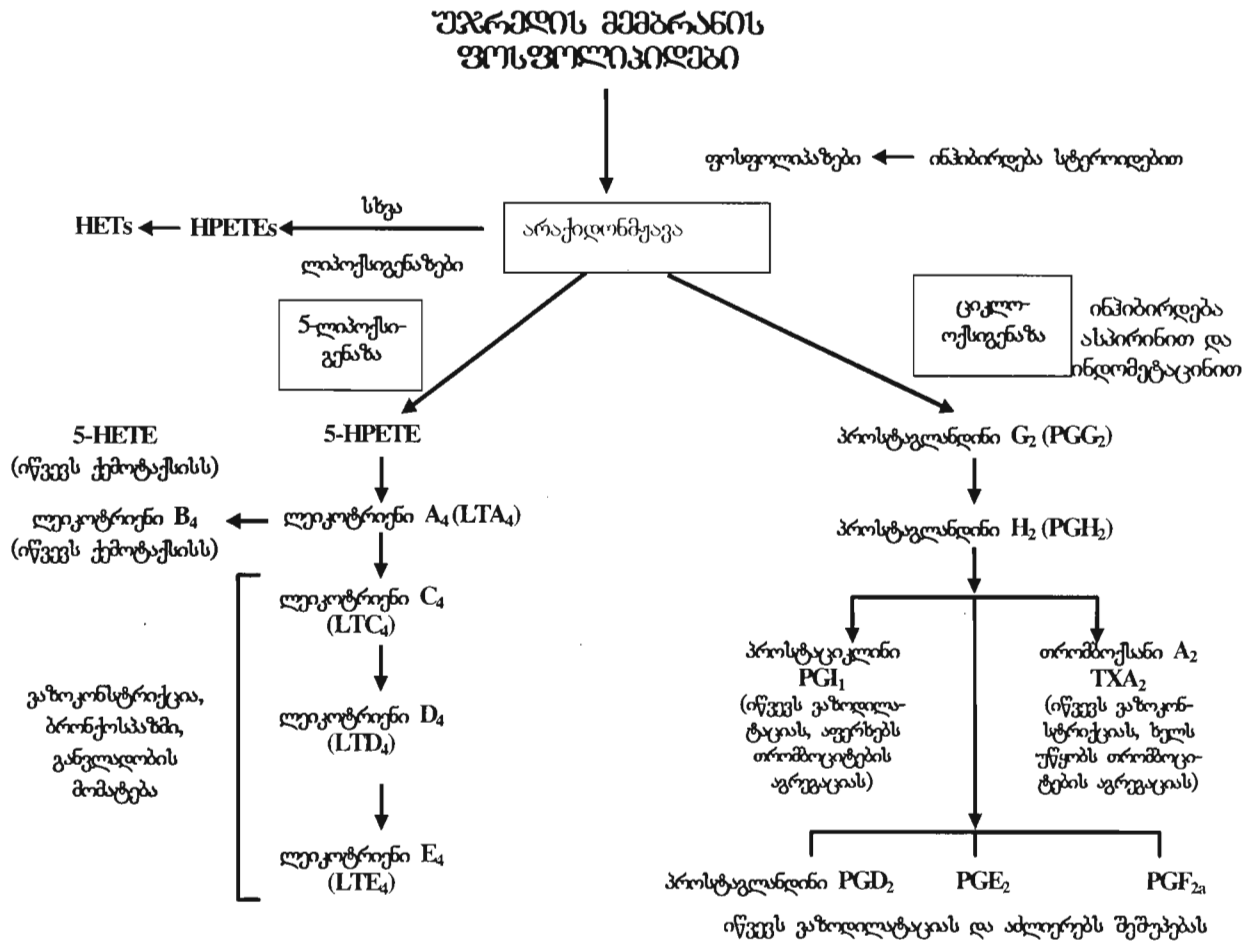 უჯრედის მემბრანის
ფოსფოლიპიდები
ფოსფოლიპაზები ინჰიბირდება სტეროიდებით
სხვა
HETs HPETEs
არაქიდონმჟავა
ლიპოქსიგენაზები
5-ლიპოქსი-
გენაზა
ციკლო-
ოქსიგენაზა
ინჰიბირდება
ასპირინით და
ინდომეტაცინით
5-HETE
(იწვევს ქემოტაქსისს)
5-HPETE
პროსტაგლანდინი G₂ (PGG₂)
ლეიკოტრიენი B₄
(იწვევს ქემოტაქსისს)
ლეიკოტრიენი A₄ (LTA₄)
პროსტაგლანდინი H₂ (PGH₂)
ლეიკოტრიენი C₄
(LTC₄)
პროსტაციკლინი
PGI₁
(იწვევს ვაზოდილა-
ტაციას, აფერხებს
თრომბოციტების
აგრეგაციას)
თრომბოქსანი A₂
TXA₂
(იწვევს ვაზოკონ-
სტრიქციას, ხელს
უწყობს თრომბოცი-
ტების აგრეგაციას)
ვაზოკონსტრიქცია,
ბრონქოსპაზმი,
განვლადობის
მომატება
ლეიკოტრიენი D₄
(LTD₄)
ლეიკოტრიენი E₄
(LTE₄)
პროსტაგლანდინი PGD₂ PGE₂ PGF₂ₐ
იწვევს ვაზოდილატაციას და აძლიერებს შეშუპებას